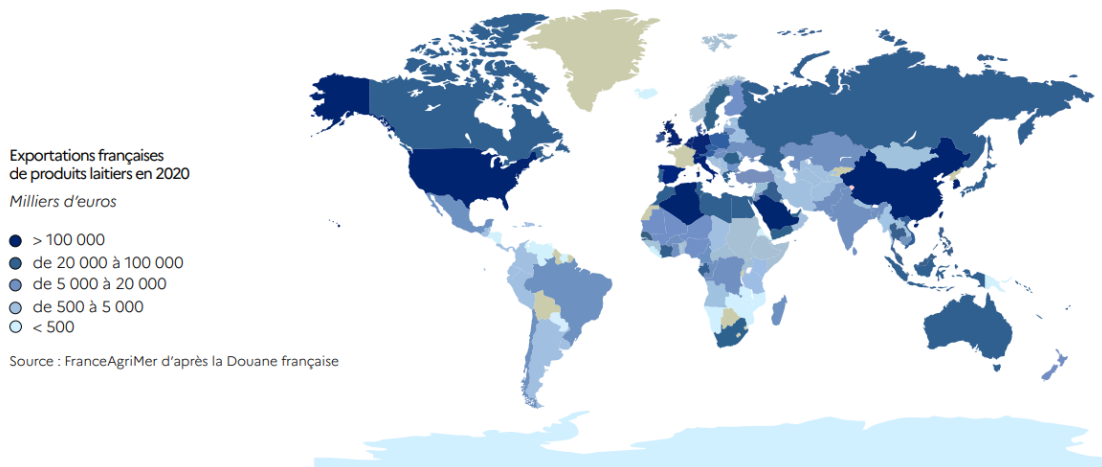 Exportations françaises
de produits laitiers en 2020
Milliers d'euros
> 100 000
de 20 000 à 100 000
de 5 000 à 20 000
de 500 à 5 000
< 500
Source : FranceAgriMer d'après la Douane française